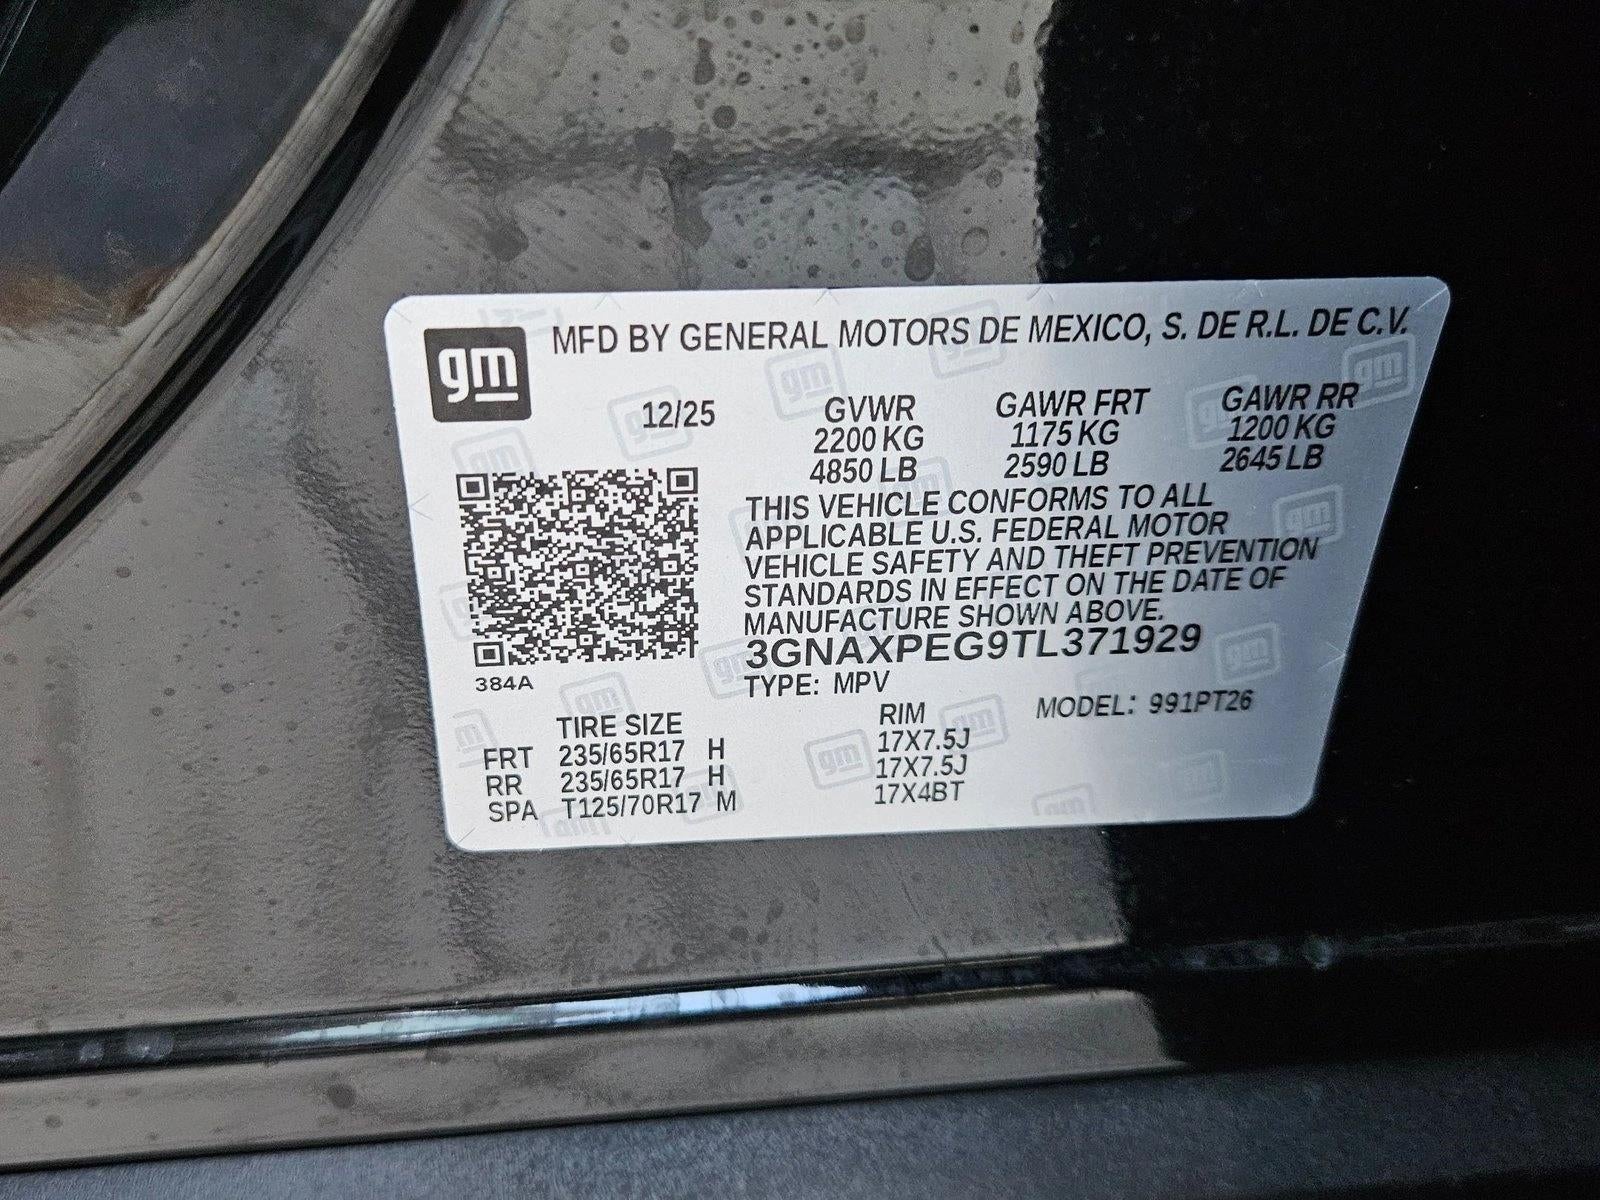 gm MFD BY GENERAL MOTORS DE MEXICO, S. DE R.L. DE C.V.
12/25 GVWR GAWR FRT GAWR RR
2200 KG 1175 KG 1200 KG
4850 LB 2590 LB 2645 LB
THIS VEHICLE CONFORMS TO ALL
APPLICABLE U.S. FEDERAL MOTOR
VEHICLE SAFETY AND THEFT PREVENTION
STANDARDS IN EFFECT ON THE DATE OF
MANUFACTURE SHOWN ABOVE.
3GNAXPEG9TL371929
384A
TYPE: MPV
MODEL: 991PT26
TIRE SIZE RIM
FRT 235/65R17 H 17X7.5J
RR 235/65R17 H 17X7.5J
SPA T125/70R17 M 17X4BT